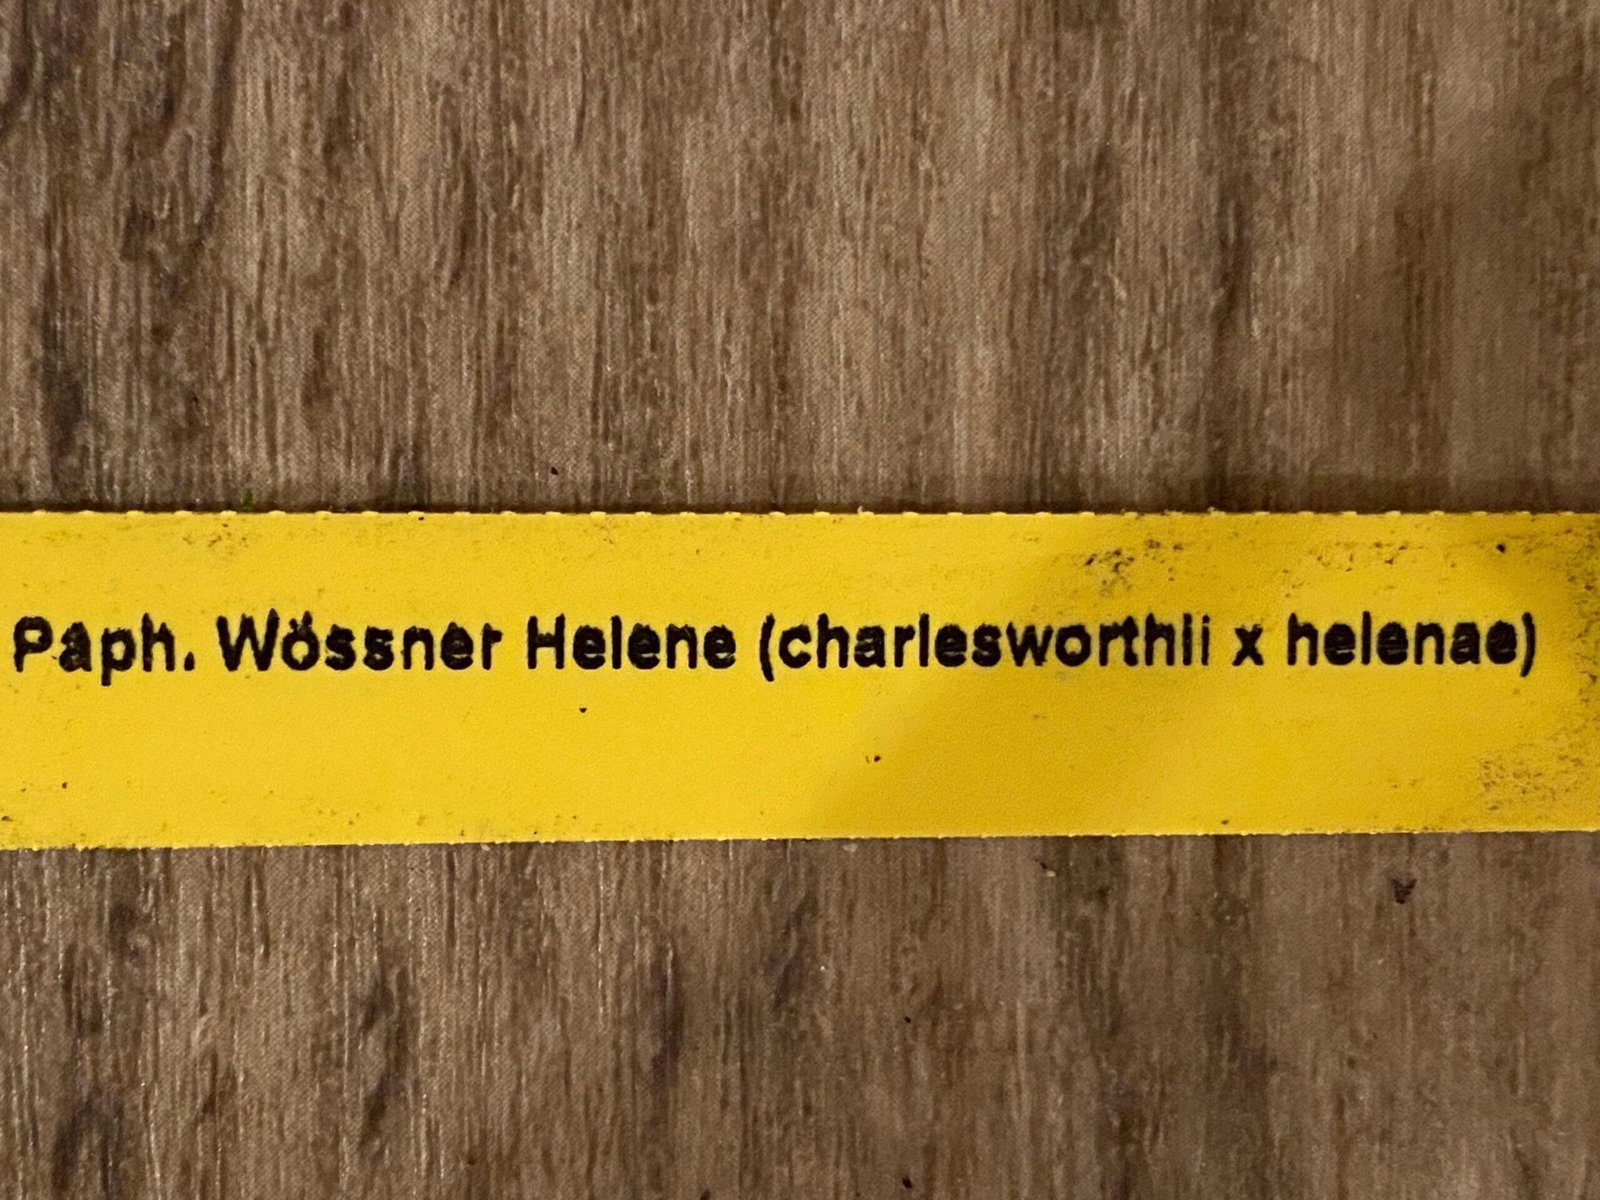 Paph. Wössner Helene (charlesworthii x helenae)